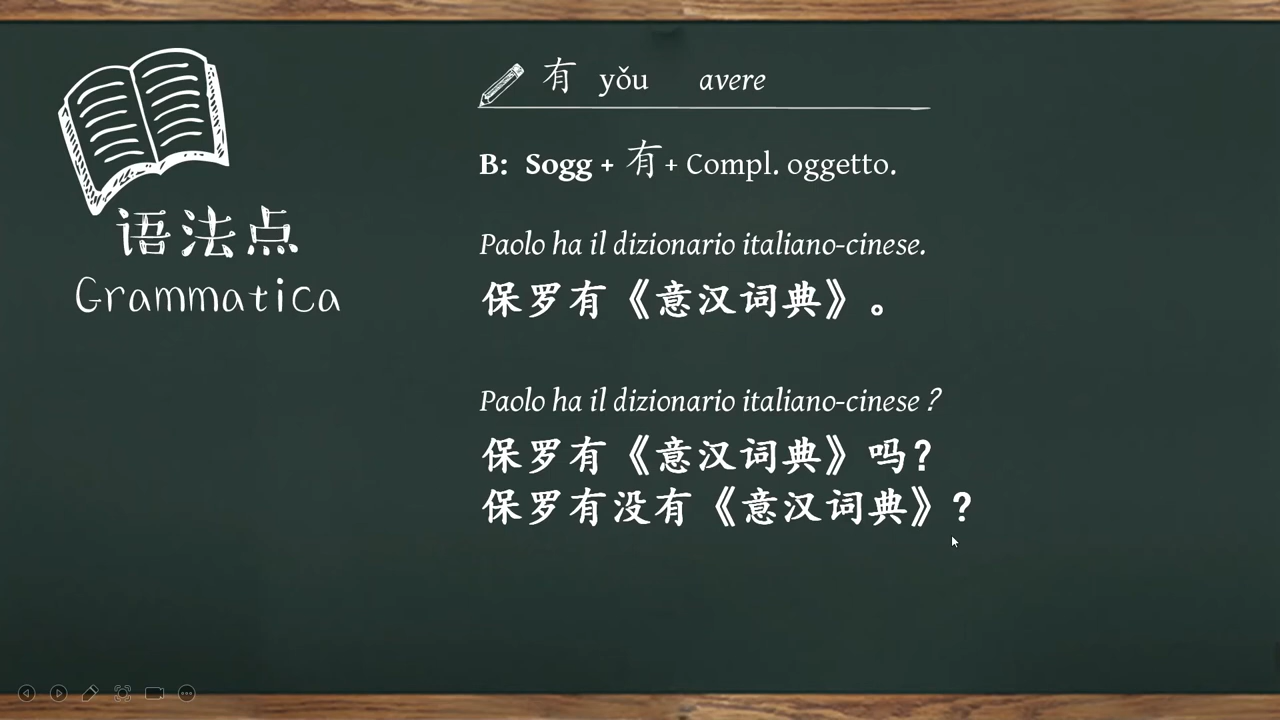 语法点
Grammatica
有 yǒu avere
B: Sogg + 有 + Compl. oggetto.
Paolo ha il dizionario italiano-cinese.
保罗有《意汉词典》。
Paolo ha il dizionario italiano-cinese？
保罗有《意汉词典》吗？
保罗有没有《意汉词典》？